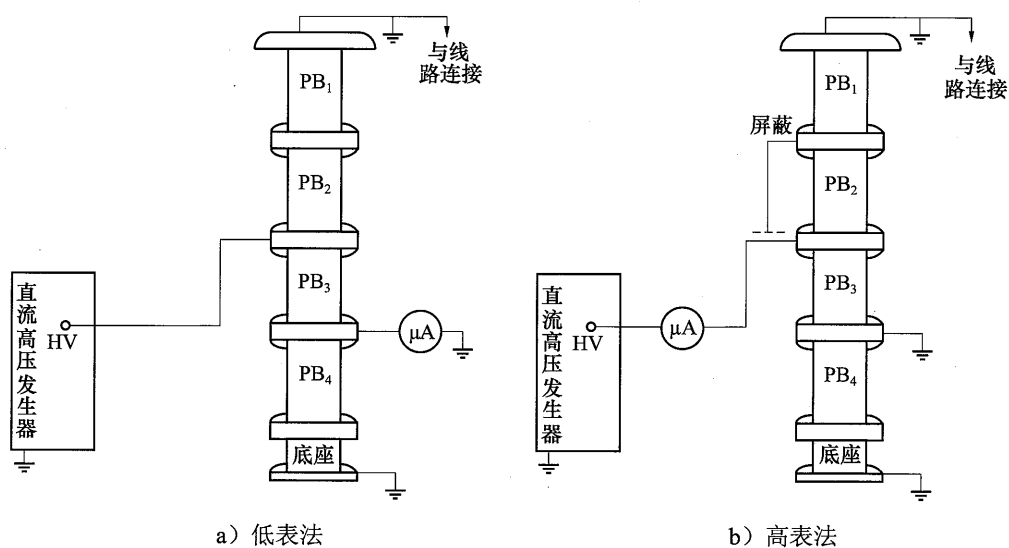 与线
路连接
PB₁
PB₂
PB₃
PB₄
底座
直流高压发生器
HV
μA
a）低表法
与线
路连接
屏蔽
PB₁
PB₂
PB₃
PB₄
底座
直流高压发生器
HV
μA
b）高表法